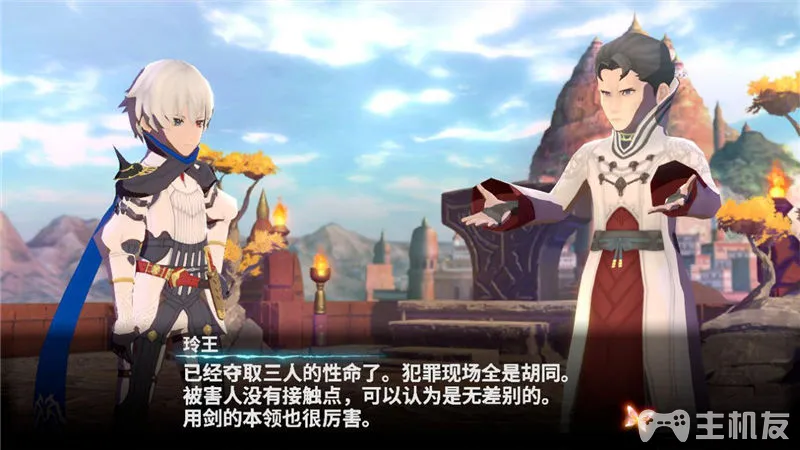 玲王
已经夺取三人的性命了。犯罪现场全是胡同。
被害人没有接触点，可以认为是无差别的。
用剑的本领也很厉害。
主机友